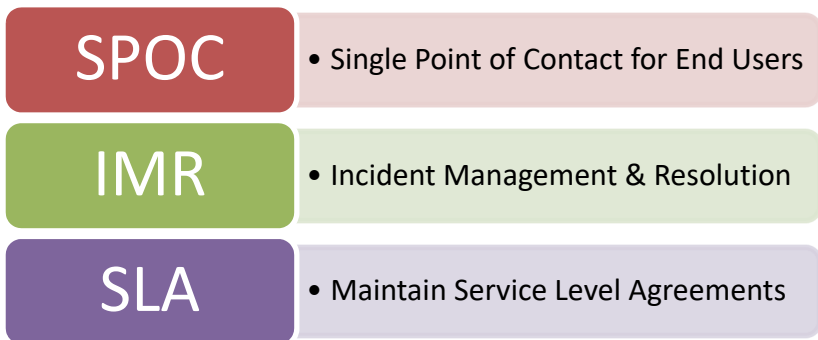 SPOC
• Single Point of Contact for End Users
IMR
• Incident Management & Resolution
SLA
• Maintain Service Level Agreements